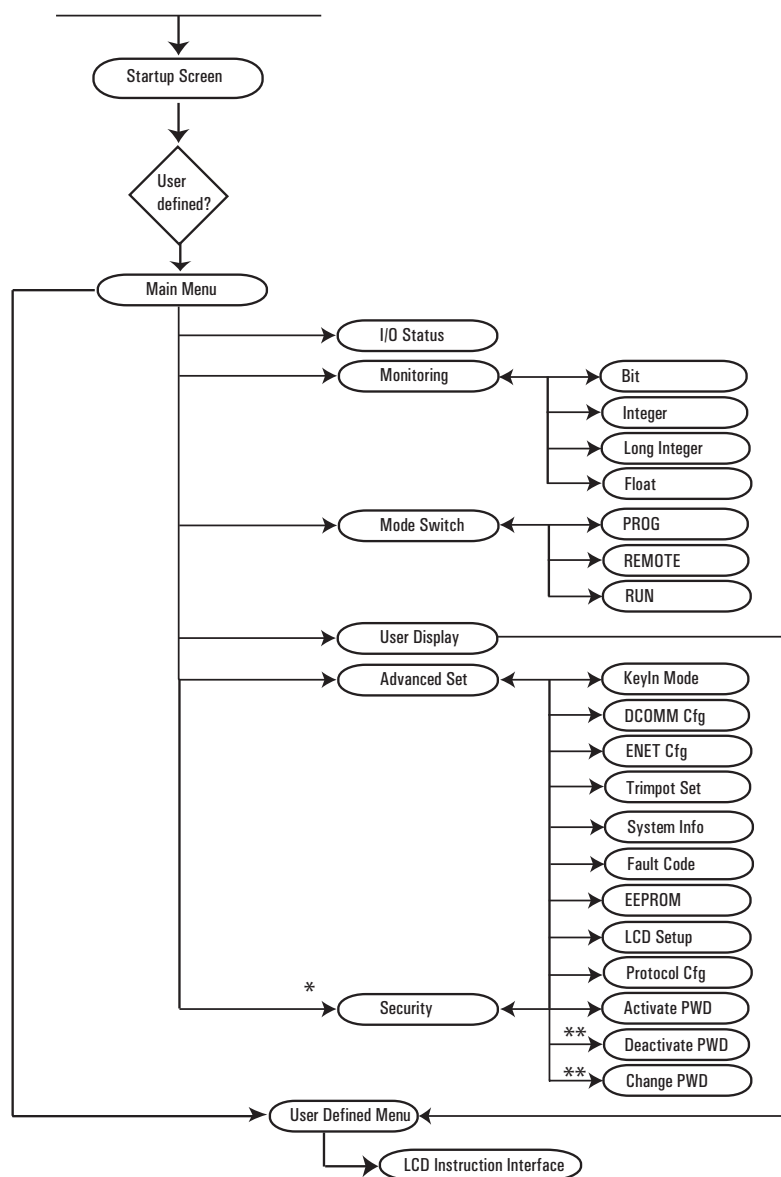 Startup Screen
User
defined?
Main Menu
I/O Status
Monitoring
Bit
Integer
Long Integer
Float
Mode Switch
PROG
REMOTE
RUN
User Display
Advanced Set
KeyIn Mode
DCOMM Cfg
ENET Cfg
Trimpot Set
System Info
Fault Code
EEPROM
LCD Setup
Protocol Cfg
*
Security
Activate PWD
**
Deactivate PWD
**
Change PWD
User Defined Menu
LCD Instruction Interface